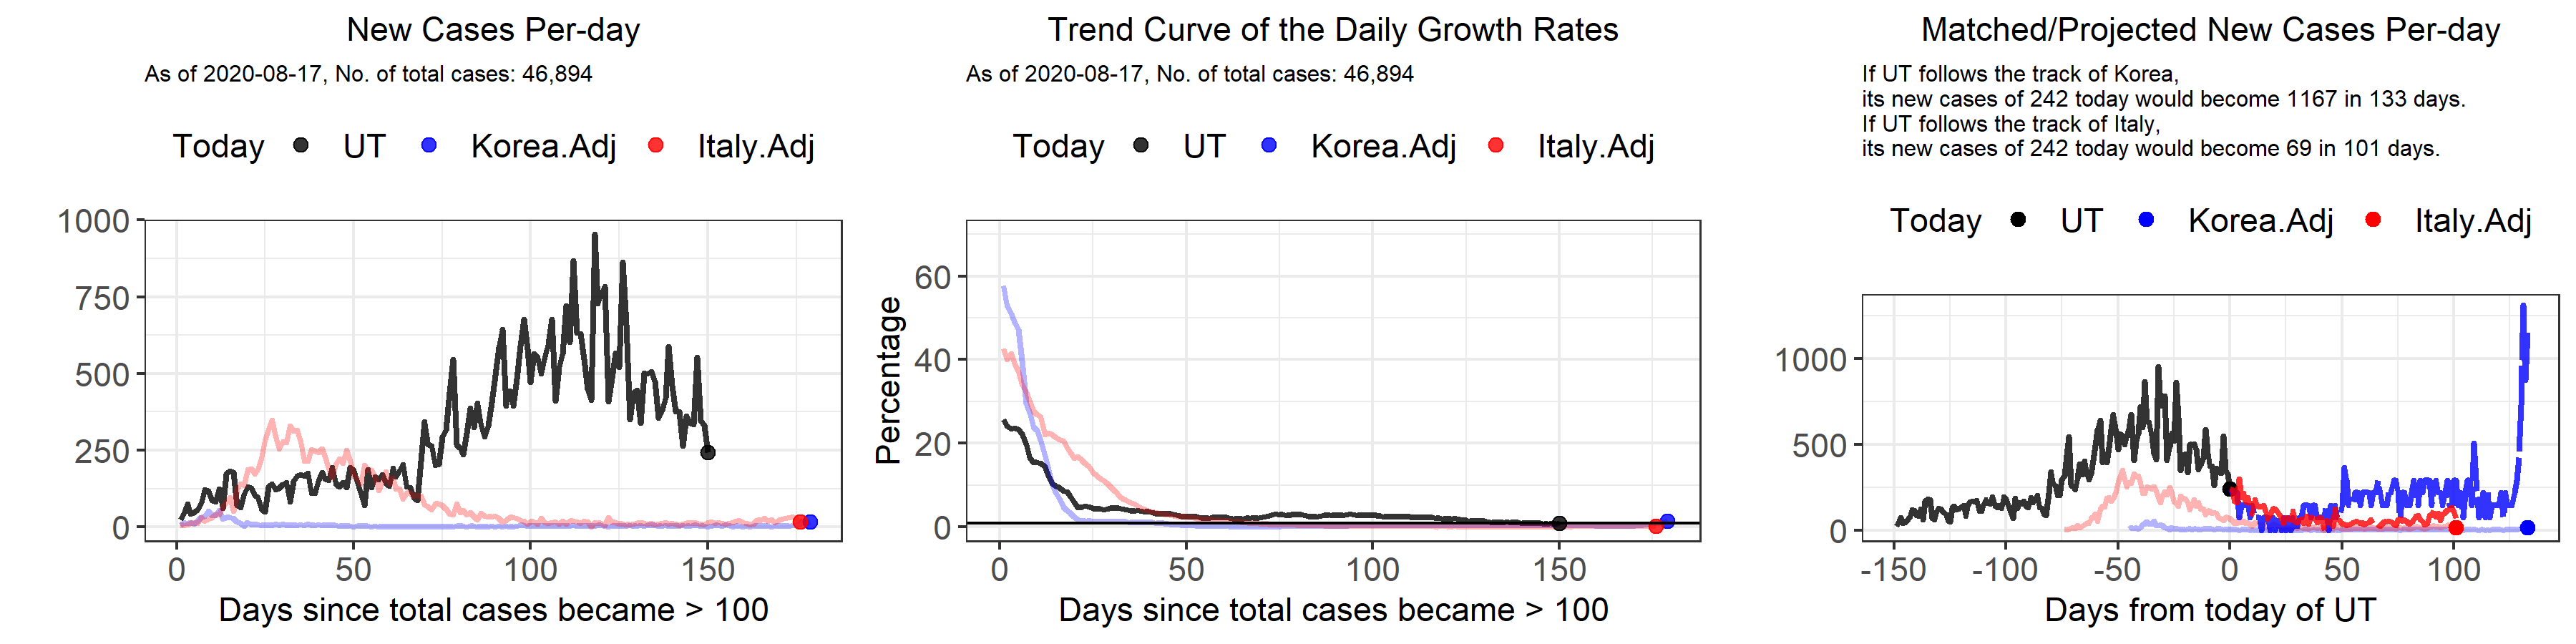 New Cases Per-day
As of 2020-08-17, No. of total cases: 46,894
Today UT Korea.Adj Italy.Adj
1000
750
500
250
0
0 50 100 150
Days since total cases became > 100
Trend Curve of the Daily Growth Rates
As of 2020-08-17, No. of total cases: 46,894
Today UT Korea.Adj Italy.Adj
Percentage
60
40
20
0
0 50 100 150
Days since total cases became > 100
Matched/Projected New Cases Per-day
If UT follows the track of Korea,
its new cases of 242 today would become 1167 in 133 days.
If UT follows the track of Italy,
its new cases of 242 today would become 69 in 101 days.
Today UT Korea.Adj Italy.Adj
1000
500
0
-150 -100 -50 0 50 100
Days from today of UT